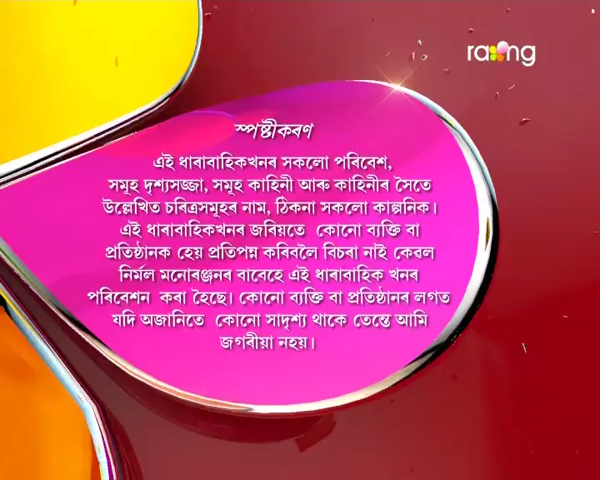 rang
স্পষ্টীকৰণ
এই ধাৰাবাহিকখনৰ সকলো পৰিবেশ,
সমূহ দৃশ্যসজ্জা, সমূহ কাহিনী আৰু কাহিনীৰ সৈতে
উল্লেখিত চৰিত্ৰসমূহৰ নাম, ঠিকনা সকলো কাল্পনিক।
এই ধাৰাবাহিকখনৰ জৰিয়তে কোনো ব্যক্তি বা
প্ৰতিষ্ঠানক হেয় প্ৰতিপন্ন কৰিবলৈ বিচৰা নাই কেৱল
নিৰ্মল মনোৰঞ্জনৰ বাবেহে এই ধাৰাবাহিক খনৰ
পৰিবেশন কৰা হৈছে। কোনো ব্যক্তি বা প্ৰতিষ্ঠানৰ লগত
যদি অজানিতে কোনো সাদৃশ্য থাকে তেন্তে আমি
জগৰীয়া নহয়।